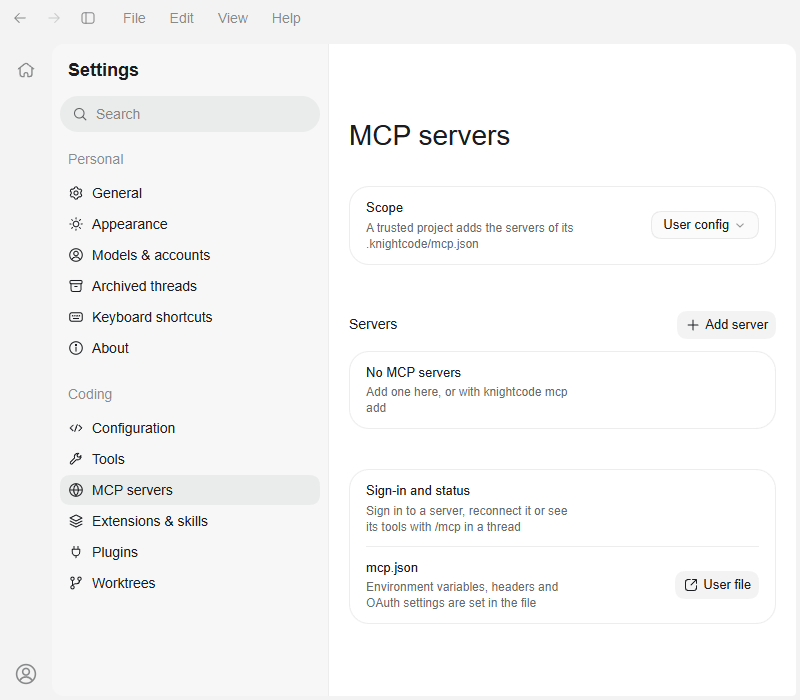 File Edit View Help
Settings
Search
Personal
General
Appearance
Models & accounts
Archived threads
Keyboard shortcuts
About
Coding
Configuration
Tools
MCP servers
Extensions & skills
Plugins
Worktrees
MCP servers
Scope
A trusted project adds the servers of its
.knightcode/mcp.json
User config
Servers
Add server
No MCP servers
Add one here, or with knightcode mcp
add
Sign-in and status
Sign in to a server, reconnect it or see
its tools with /mcp in a thread
mcp.json
Environment variables, headers and
OAuth settings are set in the file
User file